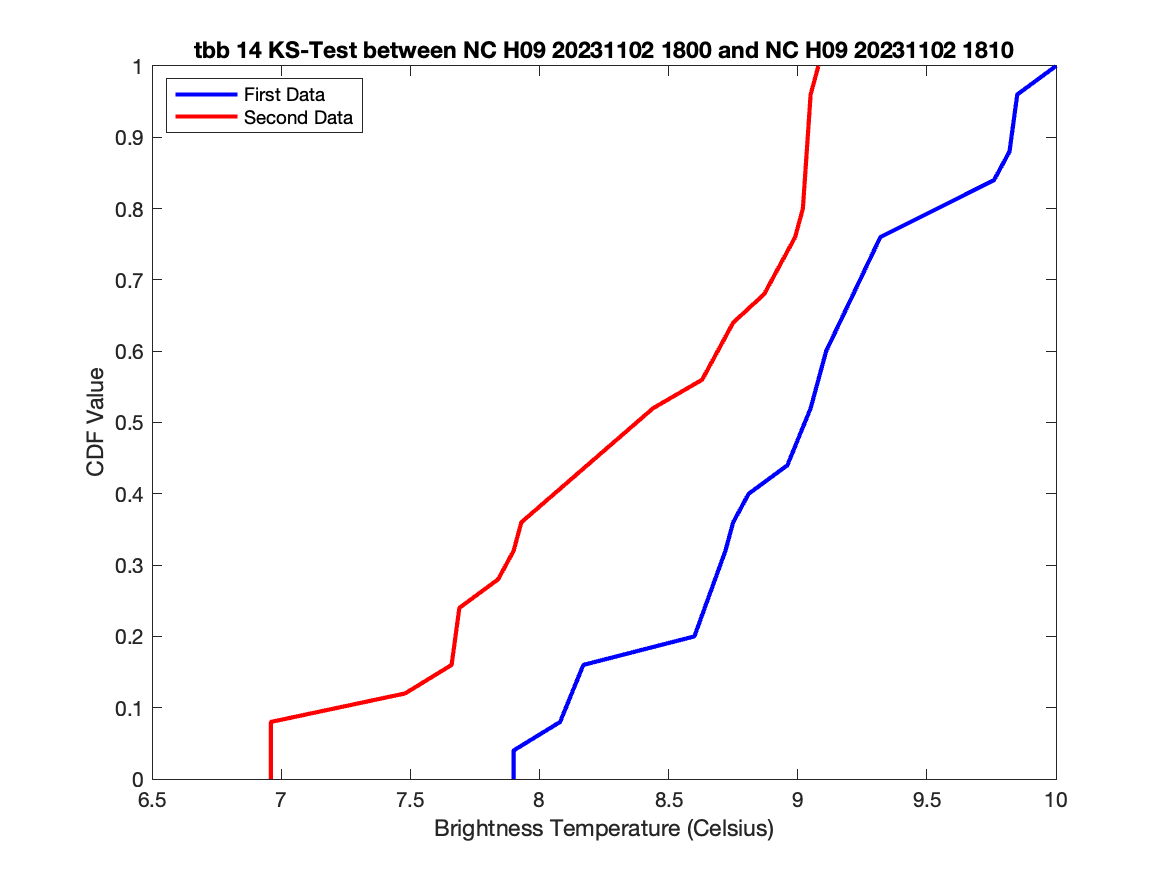 tbb 14 KS-Test between NC H09 20231102 1800 and NC H09 20231102 1810
First Data
Second Data
1
0.9
0.8
0.7
0.6
0.5
0.4
0.3
0.2
0.1
0
CDF Value
6.5 7 7.5 8 8.5 9 9.5 10
Brightness Temperature (Celsius)